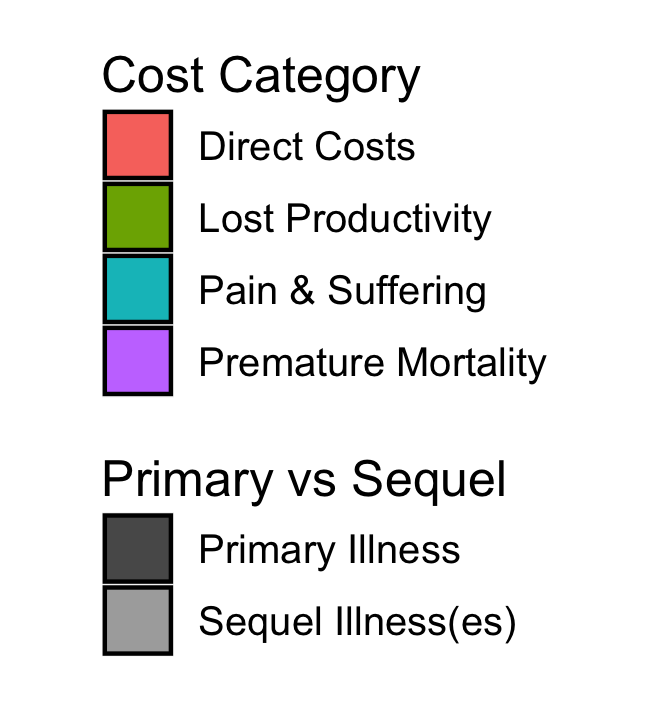 Cost Category
Direct Costs
Lost Productivity
Pain & Suffering
Premature Mortality
Primary vs Sequel
Primary Illness
Sequel Illness(es)